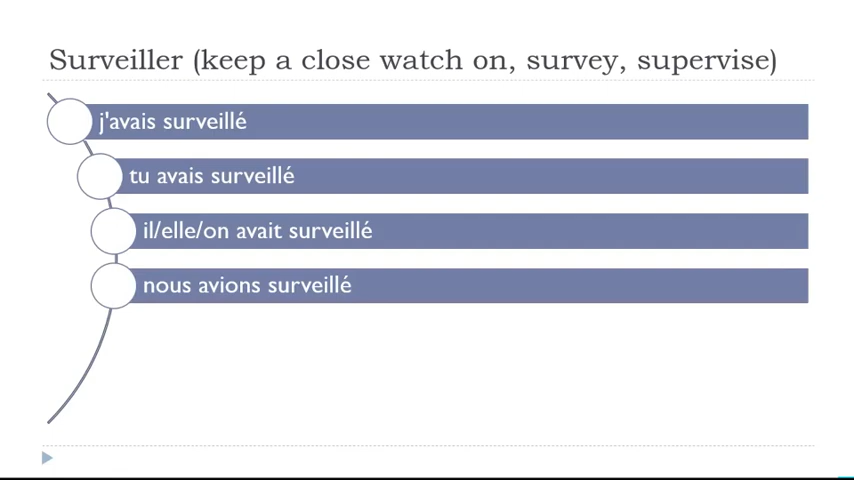 Surveiller (keep a close watch on, survey, supervise)
j'avais surveillé
tu avais surveillé
il/elle/on avait surveillé
nous avions surveillé